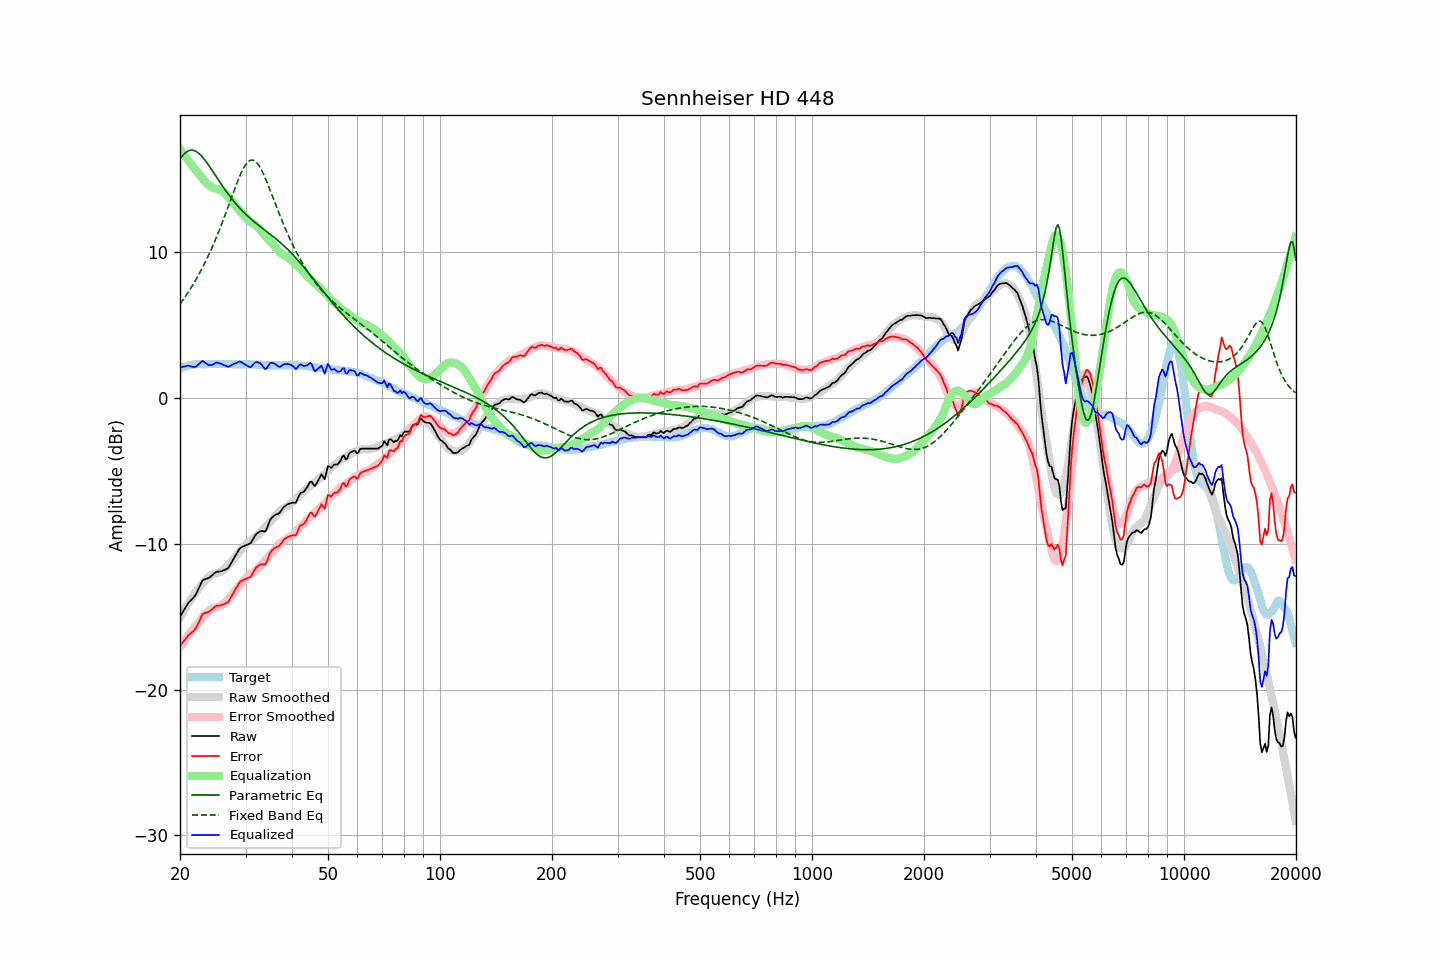 Sennheiser HD 448
Amplitude (dBr)
10
0
−10
−20
−30
Target
Raw Smoothed
Error Smoothed
Raw
Error
Equalization
Parametric Eq
Fixed Band Eq
Equalized
20 50 100 200 500 1000 2000 5000 10000 20000
Frequency (Hz)